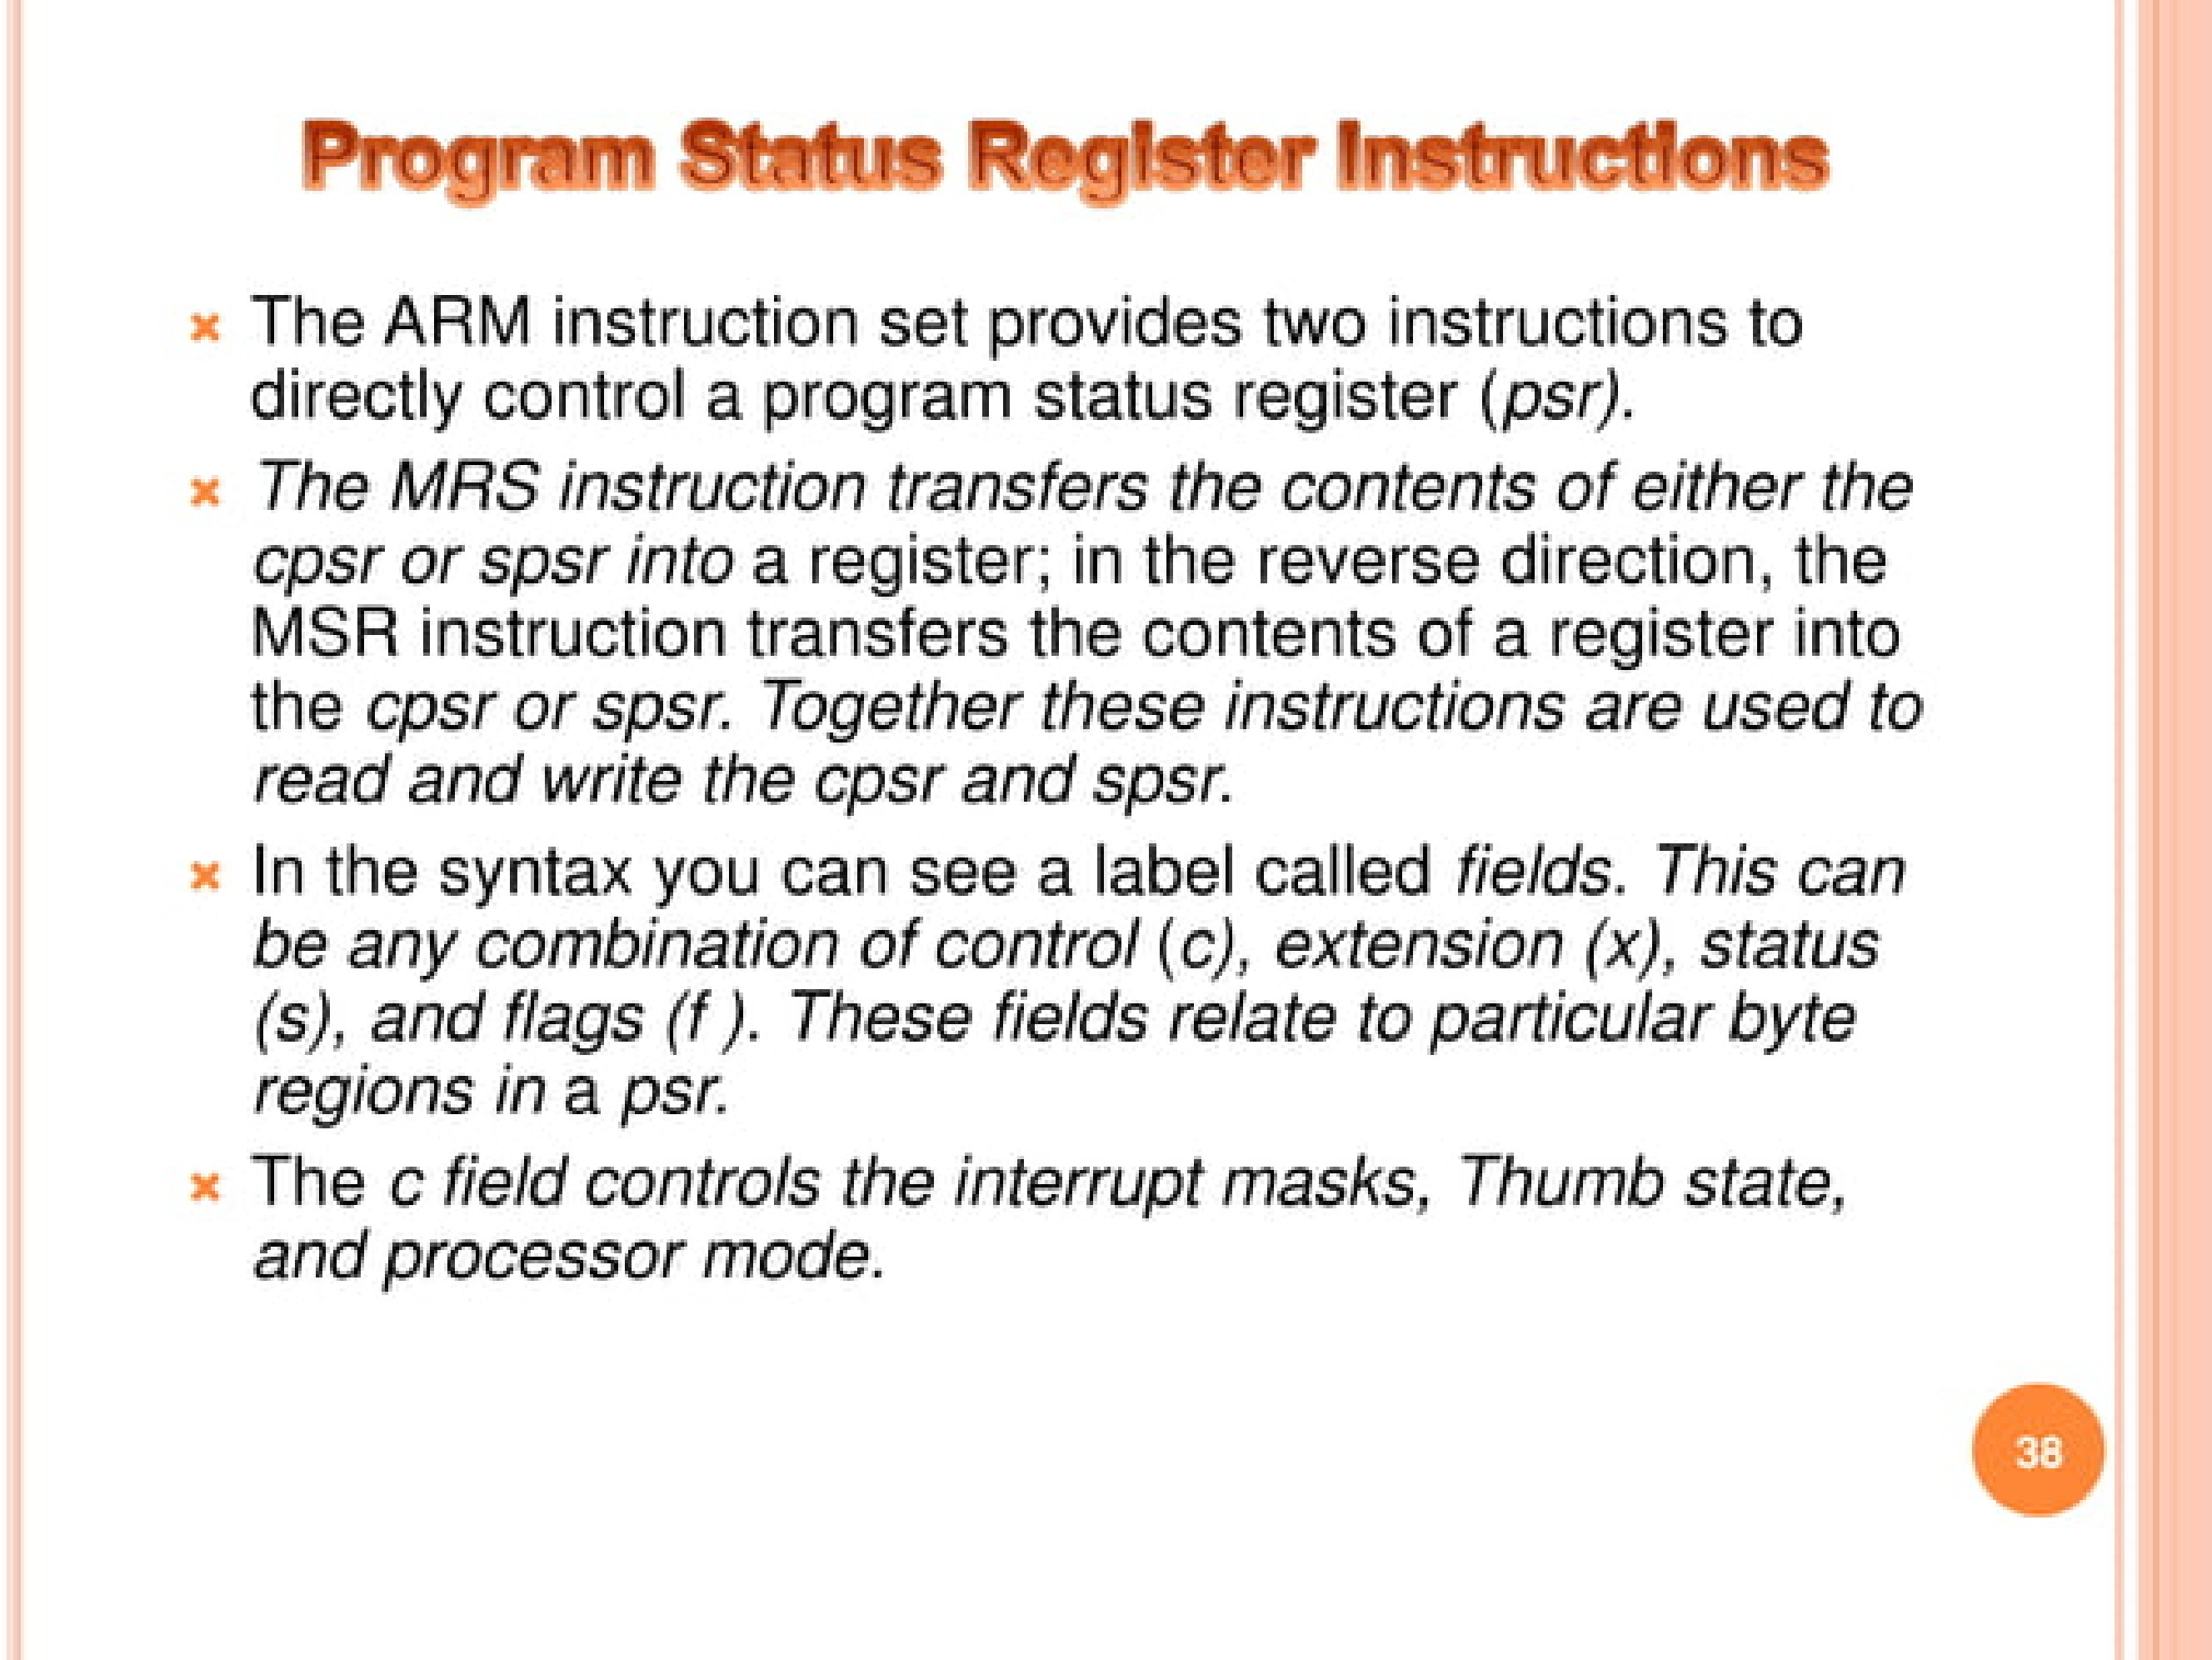 Program Status Register Instructions
The ARM instruction set provides two instructions to
directly control a program status register (psr).
The MRS instruction transfers the contents of either the
cpsr or spsr into a register; in the reverse direction, the
MSR instruction transfers the contents of a register into
the cpsr or spsr. Together these instructions are used to
read and write the cpsr and spsr.
In the syntax you can see a label called fields. This can
be any combination of control (c), extension (x), status
(s), and flags (f ). These fields relate to particular byte
regions in a psr.
The c field controls the interrupt masks, Thumb state,
and processor mode.
38